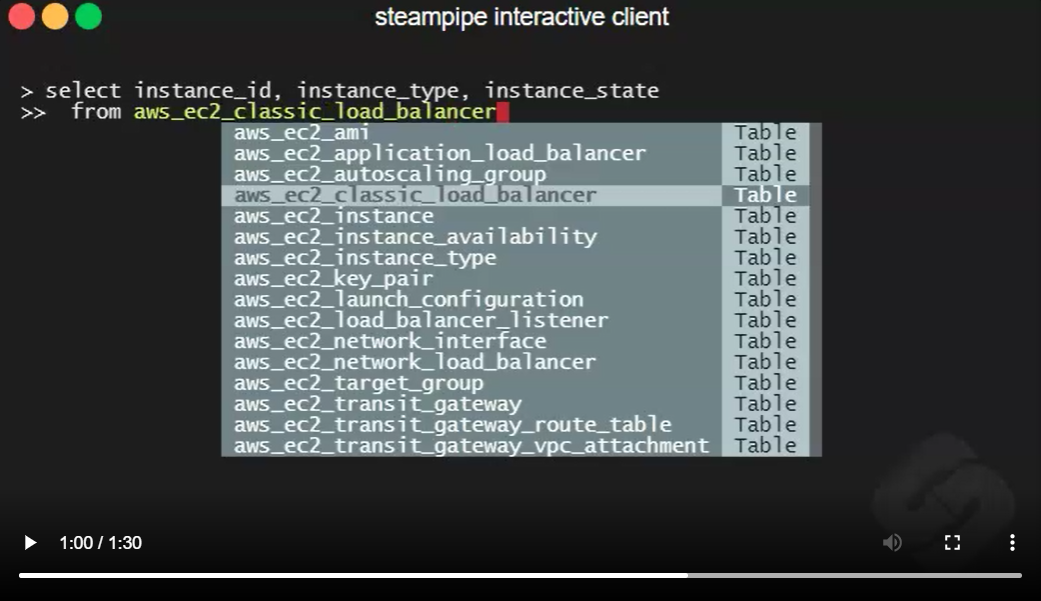 steampipe interactive client
> select instance_id, instance_type, instance_state
>> from aws_ec2_classic_load_balancer
aws_ec2_ami Table
aws_ec2_application_load_balancer Table
aws_ec2_autoscaling_group Table
aws_ec2_classic_load_balancer Table
aws_ec2_instance Table
aws_ec2_instance_availability Table
aws_ec2_instance_type Table
aws_ec2_key_pair Table
aws_ec2_launch_configuration Table
aws_ec2_load_balancer_listener Table
aws_ec2_network_interface Table
aws_ec2_network_load_balancer Table
aws_ec2_target_group Table
aws_ec2_transit_gateway Table
aws_ec2_transit_gateway_route_table Table
aws_ec2_transit_gateway_vpc_attachment Table
1:00 / 1:30